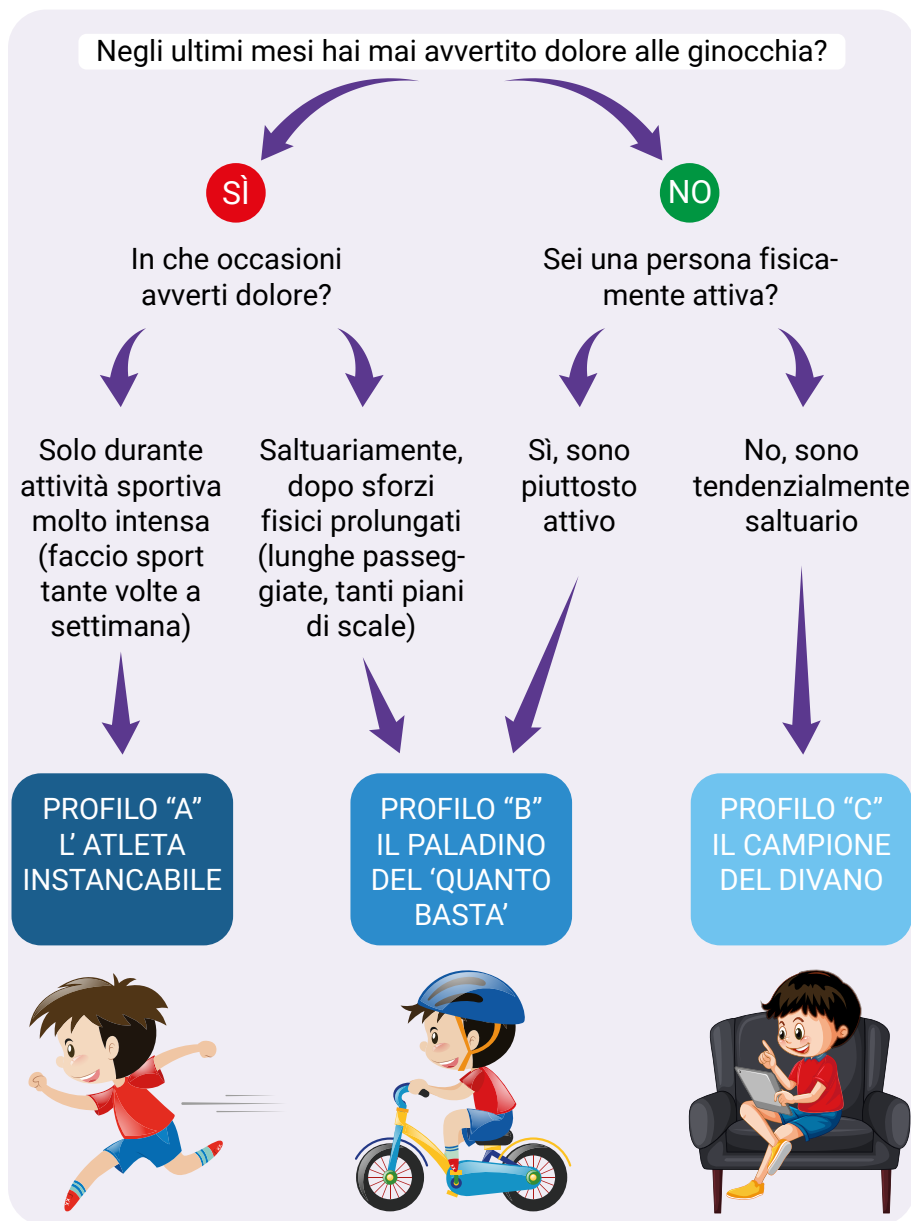 Negli ultimi mesi hai mai avvertito dolore alle ginocchia?
SÌ
NO
In che occasioni
avverti dolore?
Sei una persona fisica-
mente attiva?
Solo durante
attività sportiva
molto intensa
(faccio sport
tante volte a
settimana)
Saltuariamente,
dopo sforzi
fisici prolungati
(lunghe passeg-
giate, tanti piani
di scale)
Sì, sono
piuttosto
attivo
No, sono
tendenzialmente
saltuario
PROFILO “A”
L’ ATLETA
INSTANCABILE
PROFILO “B”
IL PALADINO
DEL ‘QUANTO
BASTA’
PROFILO “C”
IL CAMPIONE
DEL DIVANO